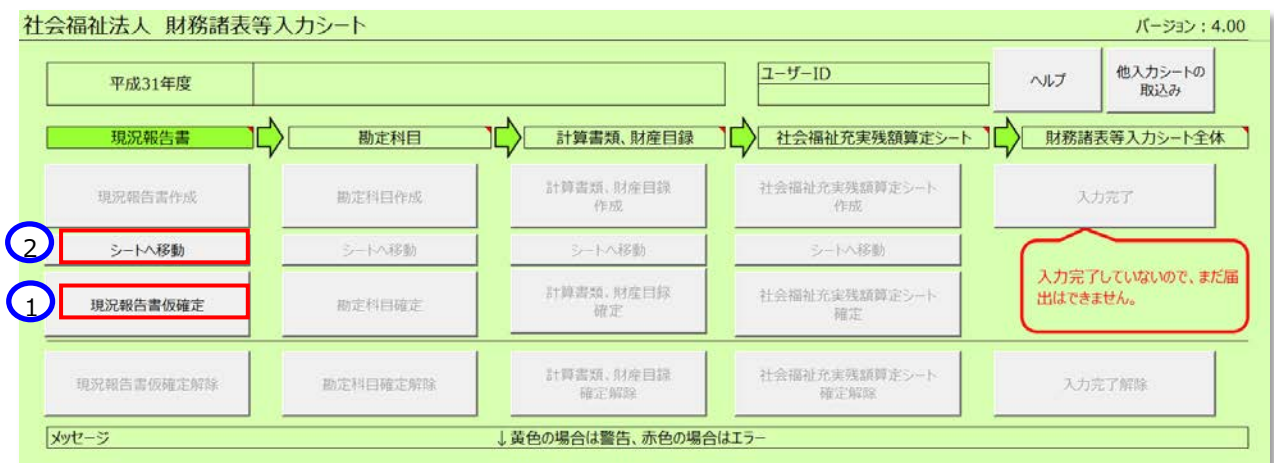 社会福祉法人 財務諸表等入力シート
バージョン:4.00
平成31年度
ユーザーID
ヘルプ
他入力シートの
取込み
現況報告書
勘定科目
計算書類、財産目録
社会福祉充実残額算定シート
財務諸表等入力シート全体
現況報告書作成
勘定科目作成
計算書類、財産目録
作成
社会福祉充実残額算定シート
作成
入力完了
2
シートへ移動
シートへ移動
シートへ移動
シートへ移動
1
現況報告書仮確定
勘定科目確定
計算書類、財産目録
確定
社会福祉充実残額算定シート
確定
入力完了していないので、まだ届
出はできません。
現況報告書仮確定解除
勘定科目確定解除
計算書類、財産目録
確定解除
社会福祉充実残額算定シート
確定解除
入力完了解除
メッセージ
↓黄色の場合は警告、赤色の場合はエラー